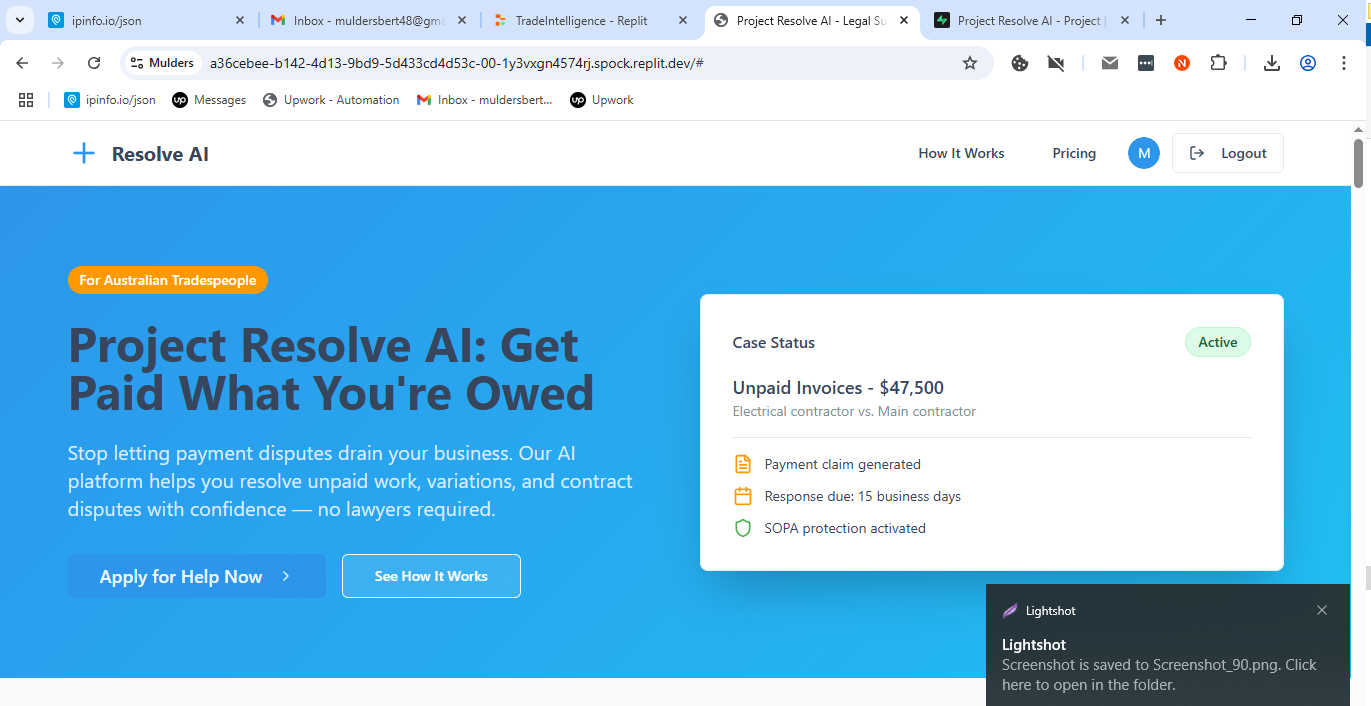 ipinfo.io/json
Inbox - muldersbert48@gma
TradeIntelligence - Replit
Project Resolve AI - Legal Su
Project Resolve AI - Project
Mulders
a36cebee-b142-4d13-9bd9-5d433cd4d53c-00-1y3vxgn4574rj.spock.replit.dev/#
ipinfo.io/json
Messages
Upwork - Automation
Inbox - muldersbert...
Upwork
Resolve AI
How It Works
Pricing
M
Logout
For Australian Tradespeople
Project Resolve AI: Get
Paid What You're Owed
Stop letting payment disputes drain your business. Our AI
platform helps you resolve unpaid work, variations, and contract
disputes with confidence — no lawyers required.
Apply for Help Now
See How It Works
Case Status
Active
Unpaid Invoices - $47,500
Electrical contractor vs. Main contractor
Payment claim generated
Response due: 15 business days
SOPA protection activated
Lightshot
Lightshot
Screenshot is saved to Screenshot_90.png. Click
here to open in the folder.